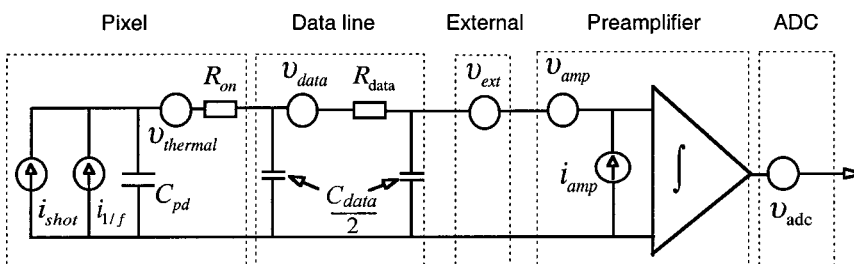 Pixel Data line External Preamplifier ADC
R_on υ_data R_data υ_ext υ_amp
υ_thermal
i_shot i_1/f C_pd C_data/2 i_amp ∫
υ_adc